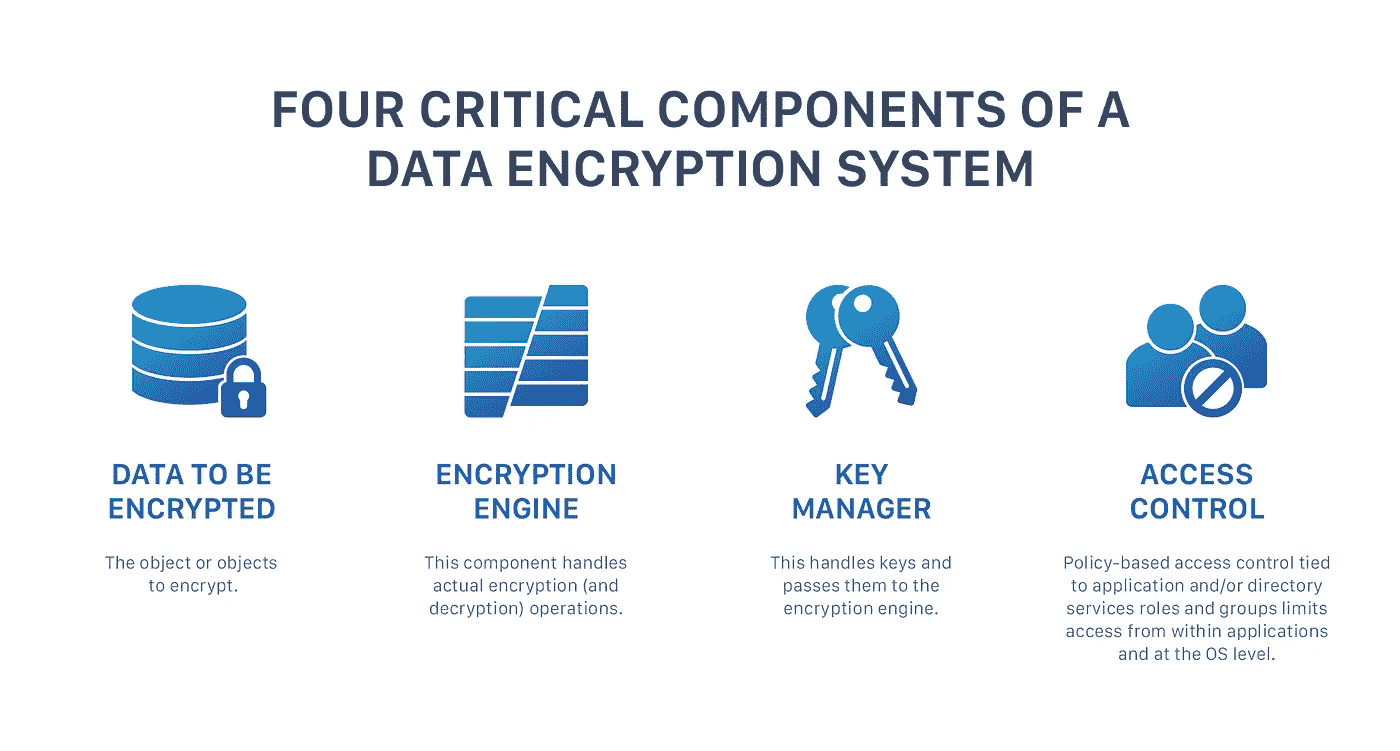 FOUR CRITICAL COMPONENTS OF A
DATA ENCRYPTION SYSTEM
DATA TO BE
ENCRYPTED
The object or objects
to encrypt.
ENCRYPTION
ENGINE
This component handles
actual encryption (and
decryption) operations.
KEY
MANAGER
This handles keys and
passes them to the
encryption engine.
ACCESS
CONTROL
Policy-based access control tied
to application and/or directory
services roles and groups limits
access from within applications
and at the OS level.